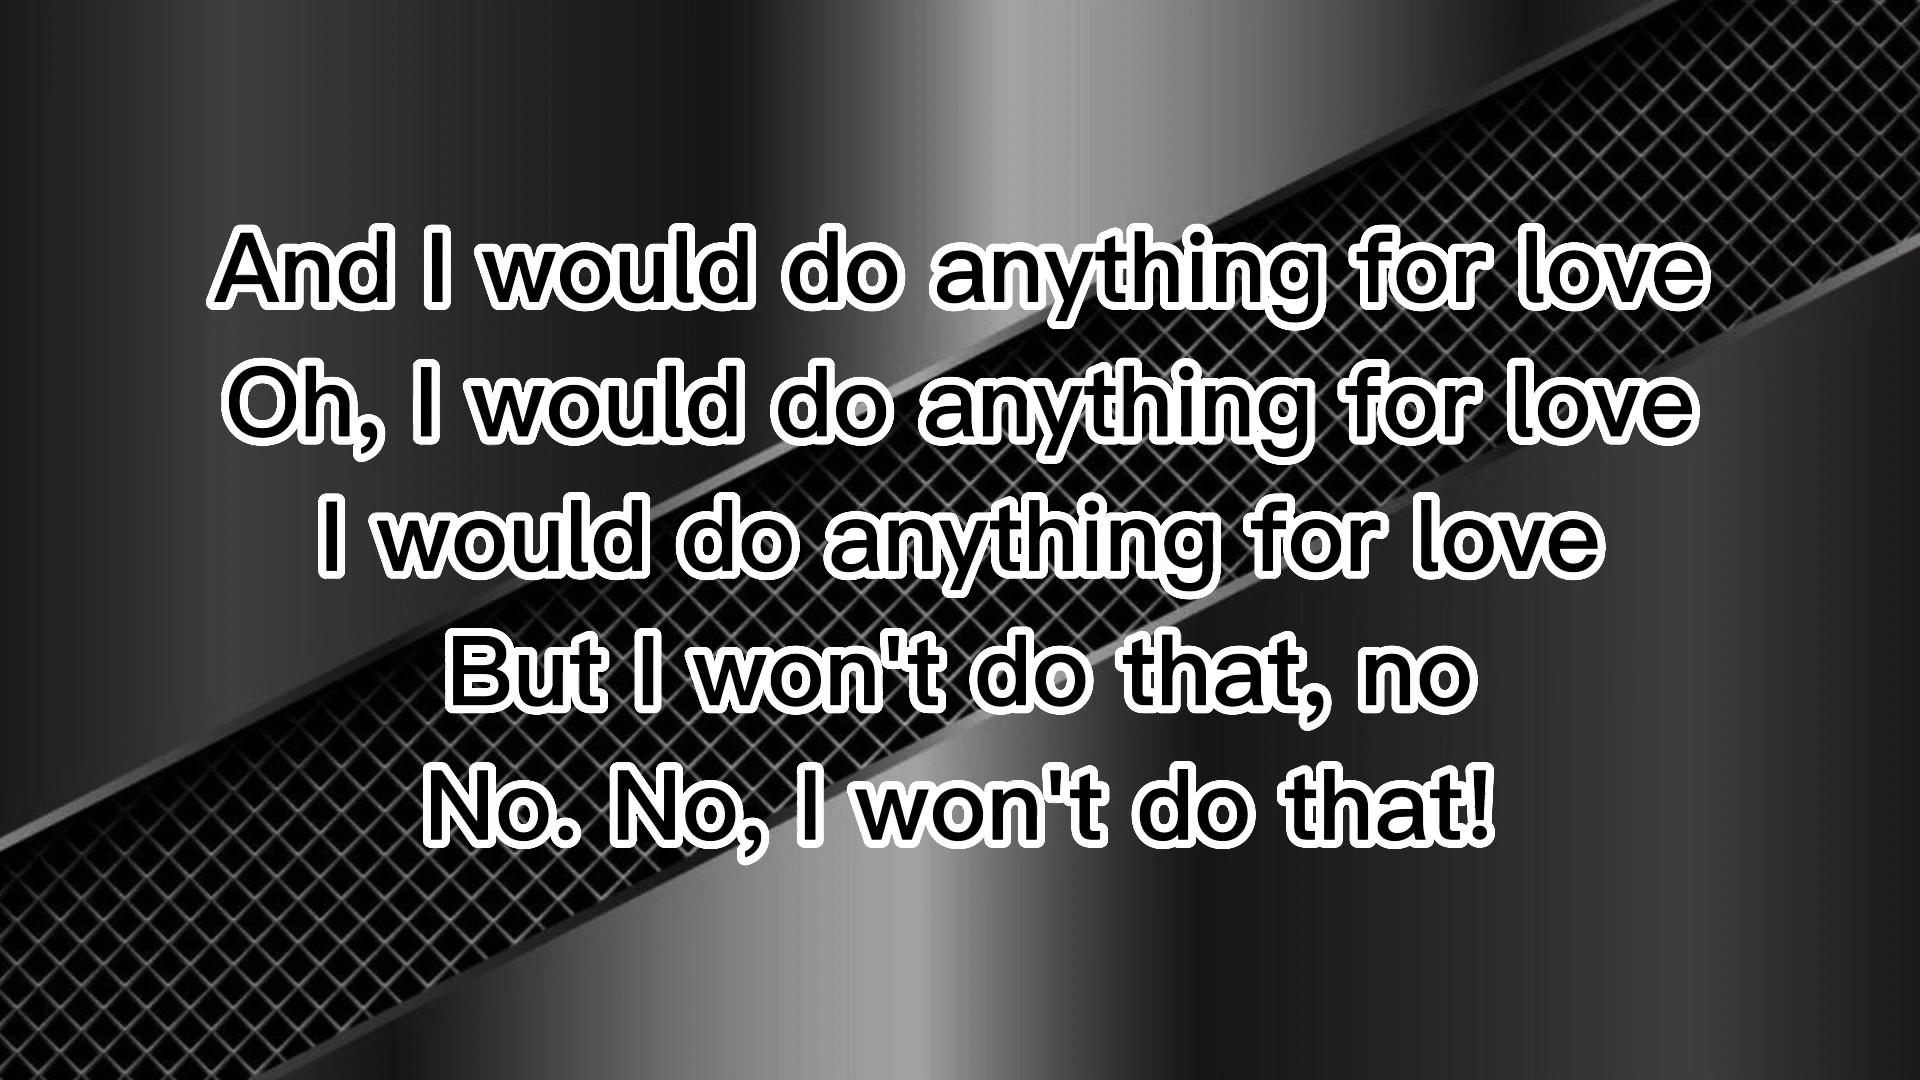 And I would do anything for love
Oh, I would do anything for love
I would do anything for love
But I won't do that, no
No. No, I won't do that!